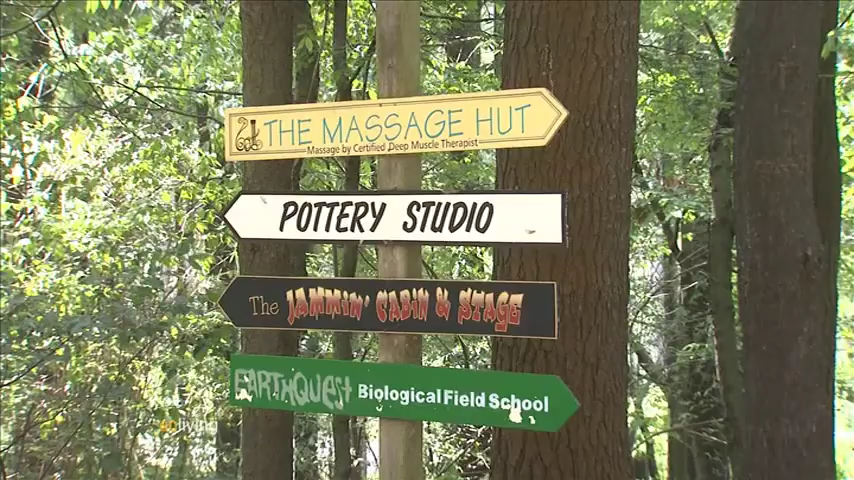 THE MASSAGE HUT
Massage by Certified Deep Muscle Therapist
POTTERY STUDIO
The JAMMIN' CABIN & STAGE
EARTHQUEST Biological Field School
onliving